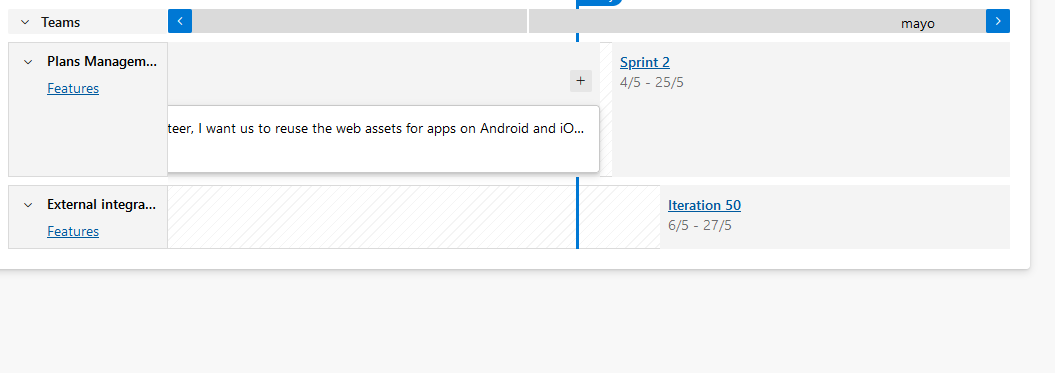 Teams
mayo
Plans Managem...
Features
+
Sprint 2
4/5 - 25/5
teer, I want us to reuse the web assets for apps on Android and iO...
External integra...
Features
Iteration 50
6/5 - 27/5